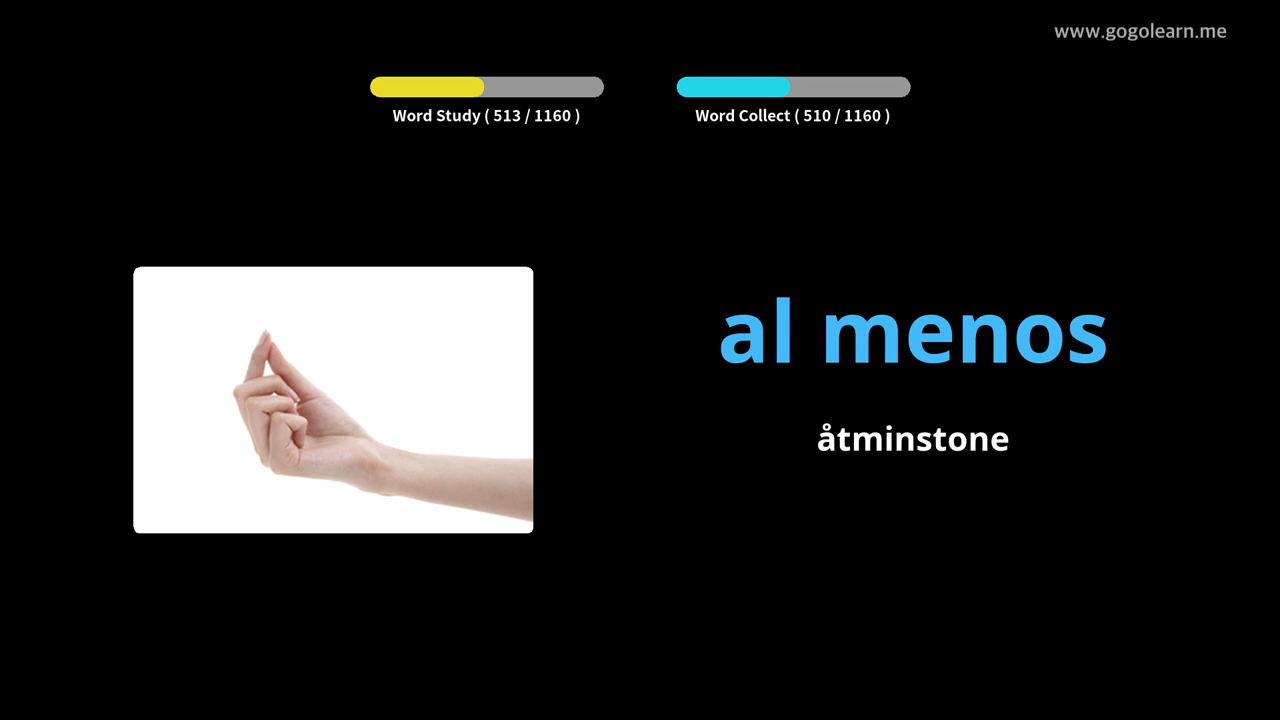 www.gogolearn.me
Word Study ( 513 / 1160 )
Word Collect ( 510 / 1160 )
al menos
åtminstone